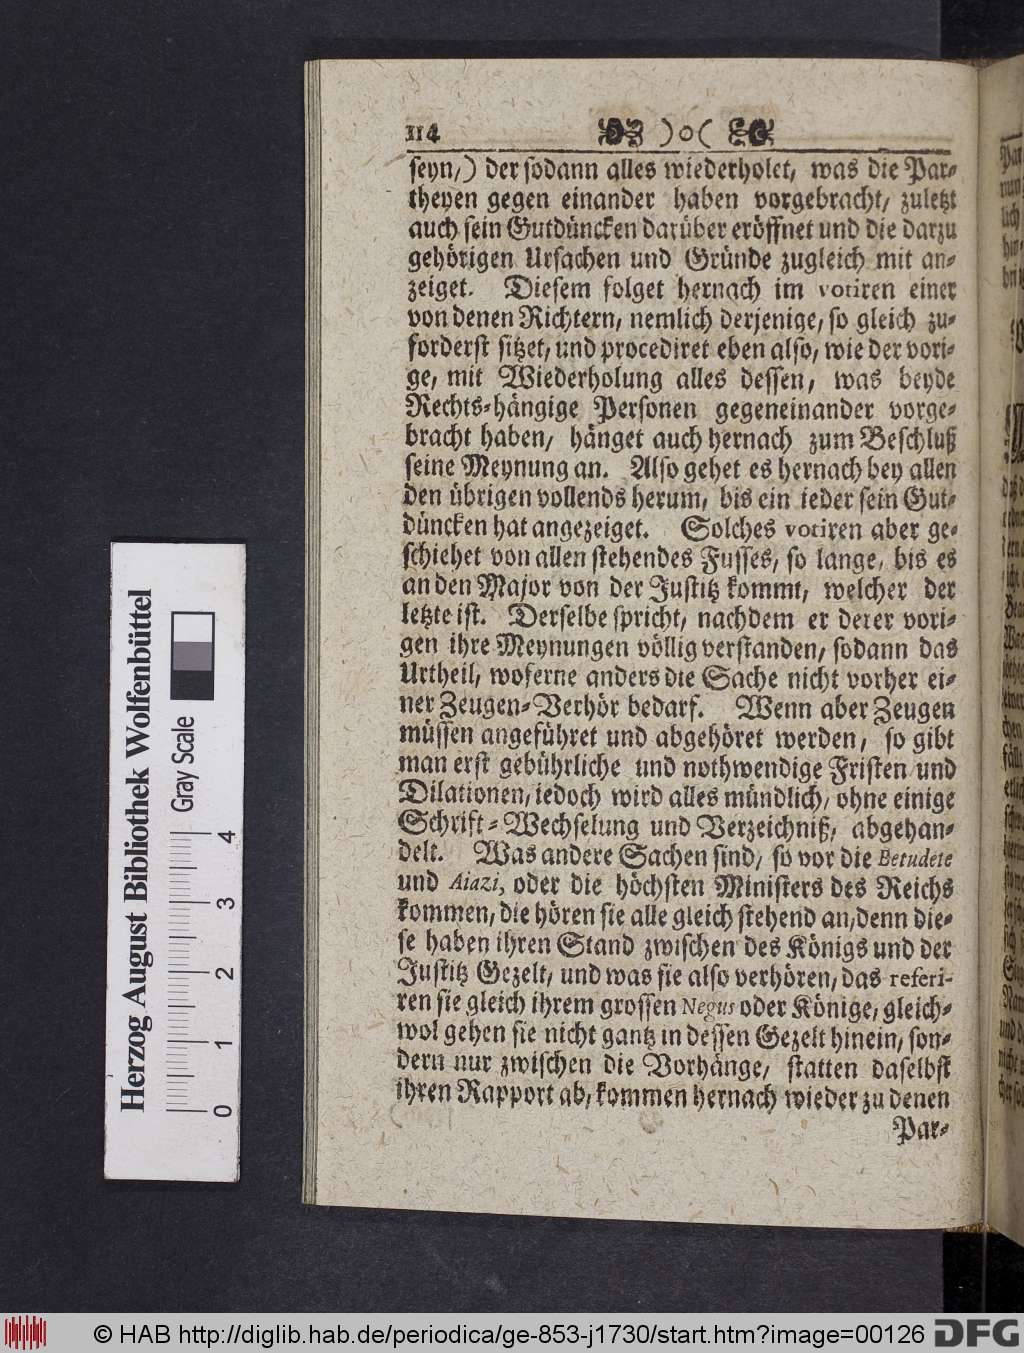 114 )o(
seyn/) der sodann alles wiederholet/ was die Par-
theyen gegen einander haben vorgebracht/ zuletzt
auch sein Gutdüncken darüber eröffnet und die darzu
gehörigen Ursachen und Gründe zugleich mit an-
zeiget. Diesem folget hernach im votiren einer
von denen Richtern, nemlich derjenige, so gleich zu-
forderst sitzet, und procediret eben also, wie der vori-
ge, mit Wiederholung alles dessen, was beyde
Rechts-hängige Personen gegeneinander vorge-
bracht haben/ hänget auch hernach zum Beschluß
seine Meynung an. Also gehet es hernach bey allen
den übrigen vollends herum, bis ein ieder sein Gut-
düncken hat angezeiget. Solches votiren aber ge-
schiehet von allen stehendes Fusses, so lange, bis es
an den Major von der Justitz kommt, welcher der
letzte ist. Derselbe spricht, nachdem er derer vori-
gen ihre Meynungen völlig verstanden, sodann das
Urtheil, woferne anders die Sache nicht vorher ei-
ner Zeugen-Verhör bedarf. Wenn aber Zeugen
müssen angeführet und abgehöret werden, so gibt
man erst gebührliche und nothwendige Fristen und
Dilationen, iedoch wird alles mündlich, ohne einige
Schrift-Wechselung und Verzeichniß, abgehan-
delt. Was andere Sachen sind, so vor die Betudete
und Aiazi, oder die höchsten Ministers des Reichs
kommen, die hören sie alle gleich stehend an, denn die-
se haben ihren Stand zwischen des Königs und der
Justitz Gezelt, und was sie also verhören, das referi-
ren sie gleich ihrem grossen Negus oder Könige, gleich-
wol gehen sie nicht gantz in dessen Gezelt hinein, son-
dern nur zwischen die Vorhänge, statten daselbst
ihren Rapport ab, kommen hernach wieder zu denen
Par-
Herzog August Bibliothek Wolfenbüttel
Gray Scale
0 1 2 3 4
© HAB http://diglib.hab.de/periodica/ge-853-j1730/start.htm?image=00126 DFG